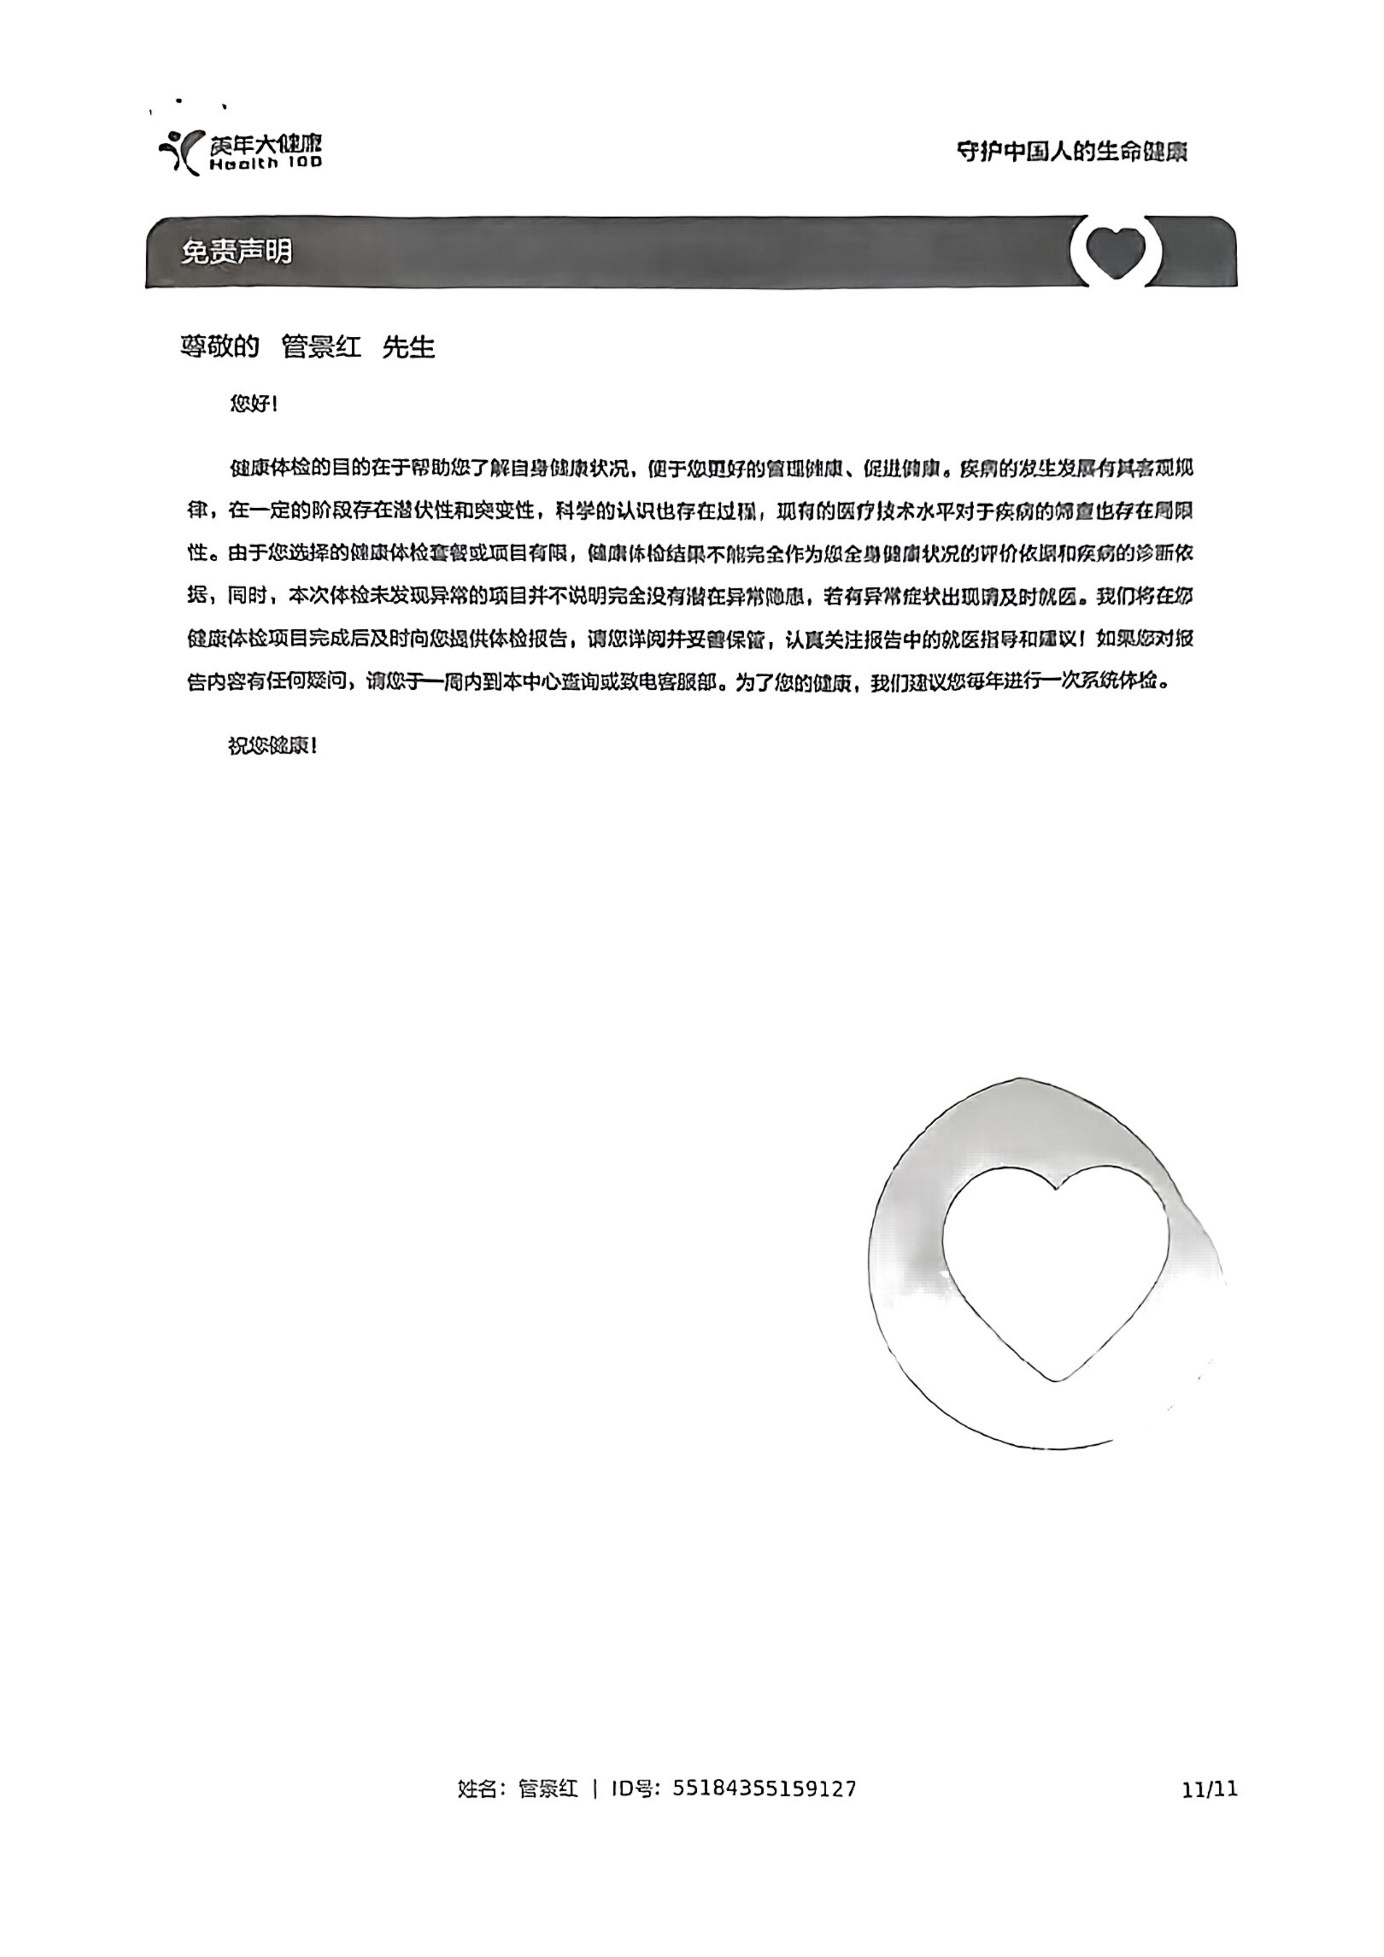 美年大健康
Health 100
守护中国人的生命健康
免责声明
尊敬的 管景红 先生
您好！
健康体检的目的在于帮助您了解自身健康状况，便于您更好的管理健康、促进健康。疾病的发生发展有其客观规
律，在一定的阶段存在潜伏性和突变性，科学的认识也存在过程，现有的医疗技术水平对于疾病的筛查也存在局限
性。由于您选择的健康体检套餐或项目有限，健康体检结果不能完全作为您全身健康状况的评价依据和疾病的诊断依
据，同时，本次体检未发现异常的项目并不说明完全没有潜在异常隐患，若有异常症状出现请及时就医。我们将在您
健康体检项目完成后及时向您提供体检报告，请您详阅并妥善保管，认真关注报告中的就医指导和建议！如果您对报
告内容有任何疑问，请您于一周内到本中心查询或致电客服部。为了您的健康，我们建议您每年进行一次系统体检。
祝您健康！
姓名：管景红 | ID号: 55184355159127
11/11